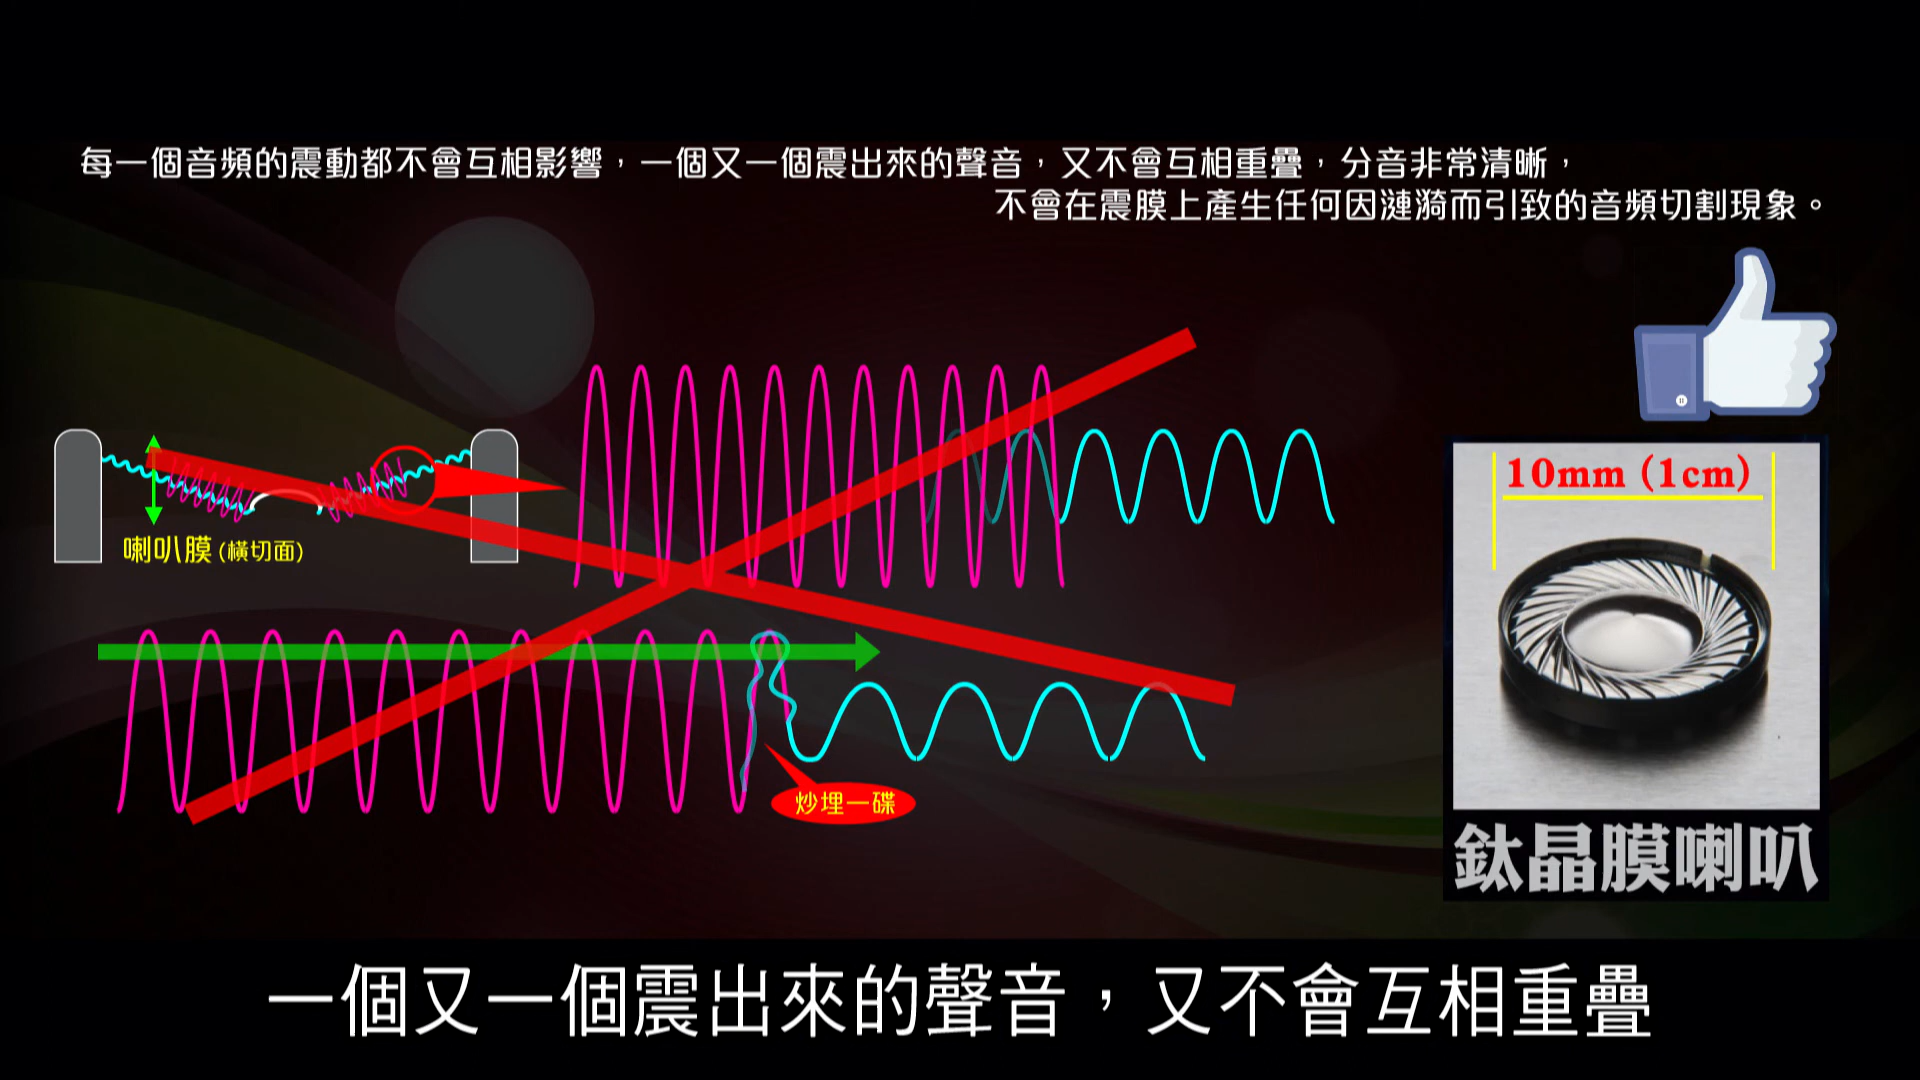 每一個音頻的震動都不會互相影響，一個又一個震出來的聲音，又不會互相重疊，分音非常清晰，
不會在震膜上產生任何因漣漪而引致的音頻切割現象。
10mm (1cm)
喇叭膜 (橫切面)
炒埋一碟
鈦晶膜喇叭
一個又一個震出來的聲音，又不會互相重疊